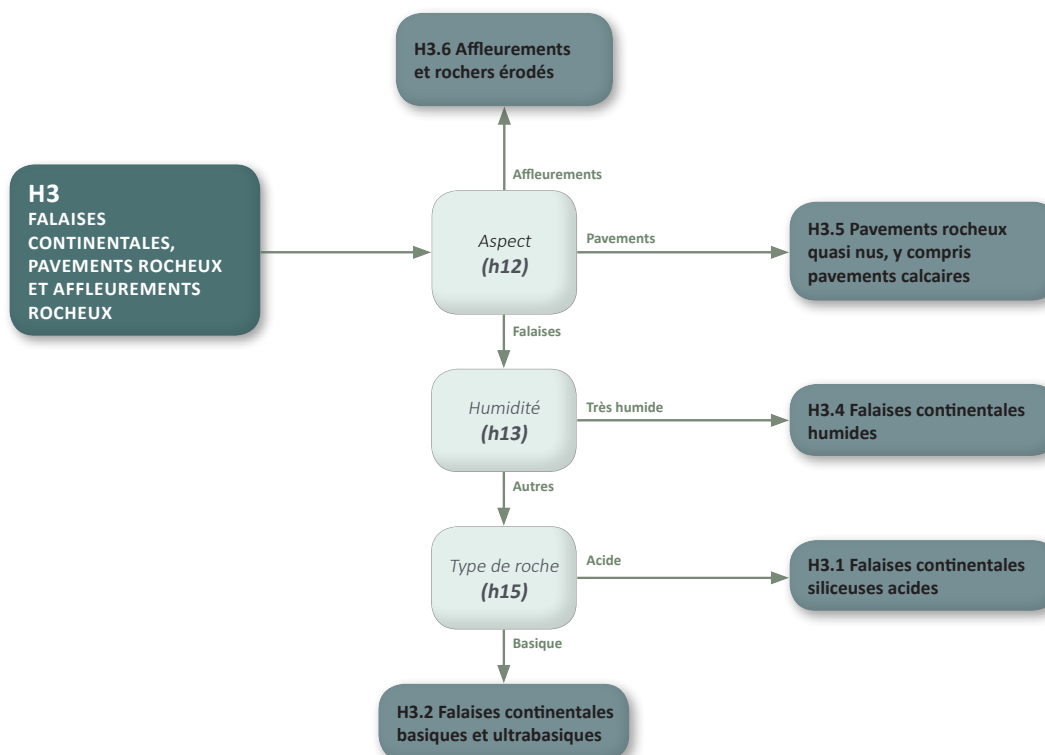 H3.6 Affleurements
et rochers érodés
Affleurements
H3
FALAISES
CONTINENTALES,
PAVEMENTS ROCHEUX
ET AFFLEUREMENTS
ROCHEUX
Aspect
(h12)
Pavements
H3.5 Pavements rocheux
quasi nus, y compris
pavements calcaires
Falaises
Humidité
(h13)
Très humide
H3.4 Falaises continentales
humides
Autres
Type de roche
(h15)
Acide
H3.1 Falaises continentales
siliceuses acides
Basique
H3.2 Falaises continentales
basiques et ultrabasiques